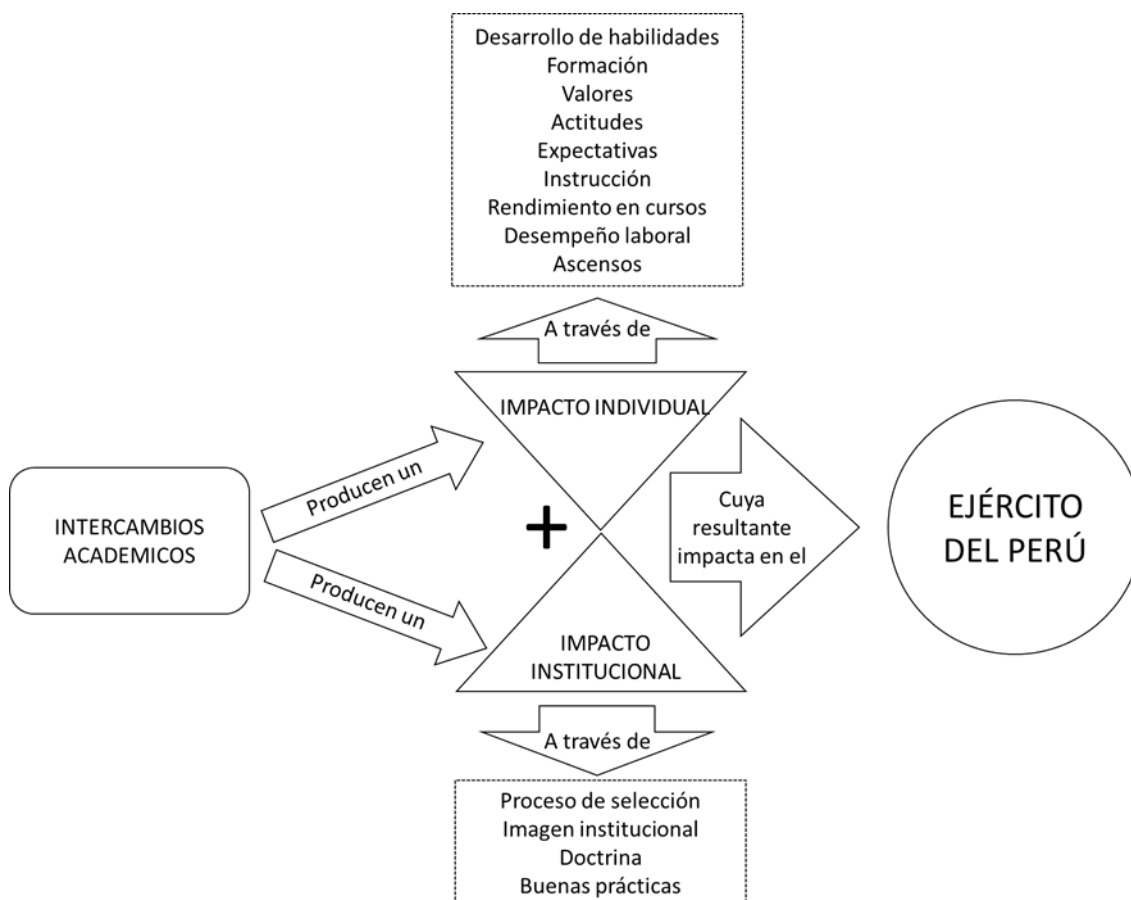 Desarrollo de habilidades
Formación
Valores
Actitudes
Expectativas
Instrucción
Rendimiento en cursos
Desempeño laboral
Ascensos
A través de
IMPACTO INDIVIDUAL
Producen un
INTERCAMBIOS
ACADEMICOS
+
Cuya
resultante
impacta en el
EJÉRCITO
DEL PERÚ
Producen un
IMPACTO
INSTITUCIONAL
A través de
Proceso de selección
Imagen institucional
Doctrina
Buenas prácticas